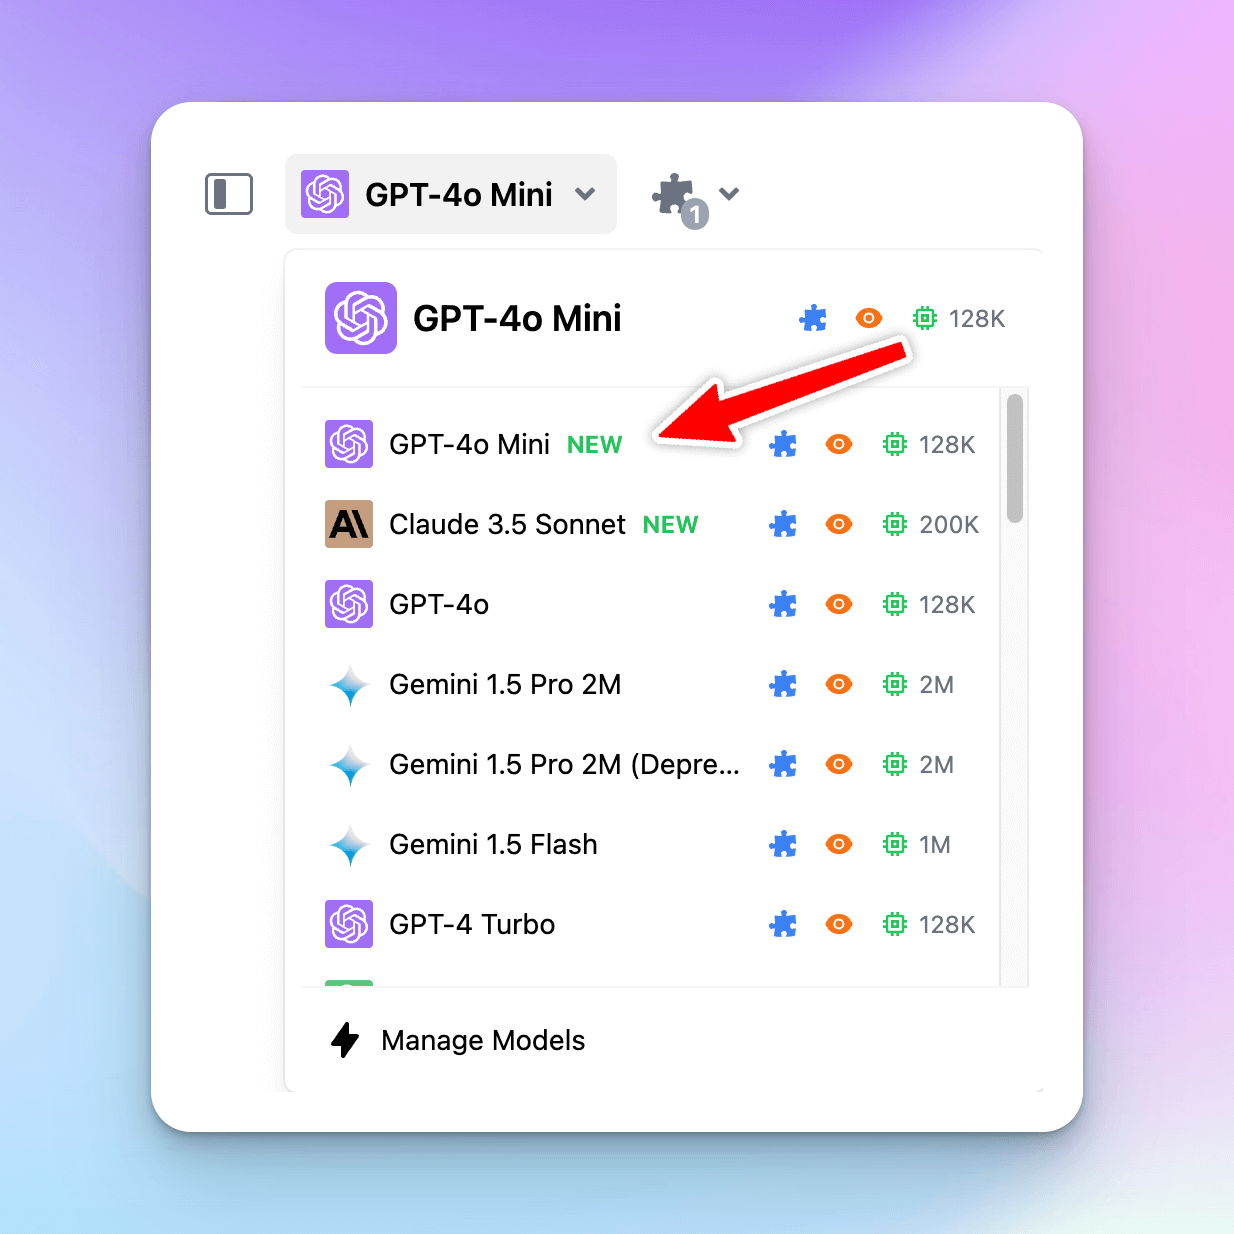 GPT-4o Mini
1
GPT-4o Mini 128K
GPT-4o Mini NEW 128K
Claude 3.5 Sonnet NEW 200K
GPT-4o 128K
Gemini 1.5 Pro 2M 2M
Gemini 1.5 Pro 2M (Depre... 2M
Gemini 1.5 Flash 1M
GPT-4 Turbo 128K
Manage Models